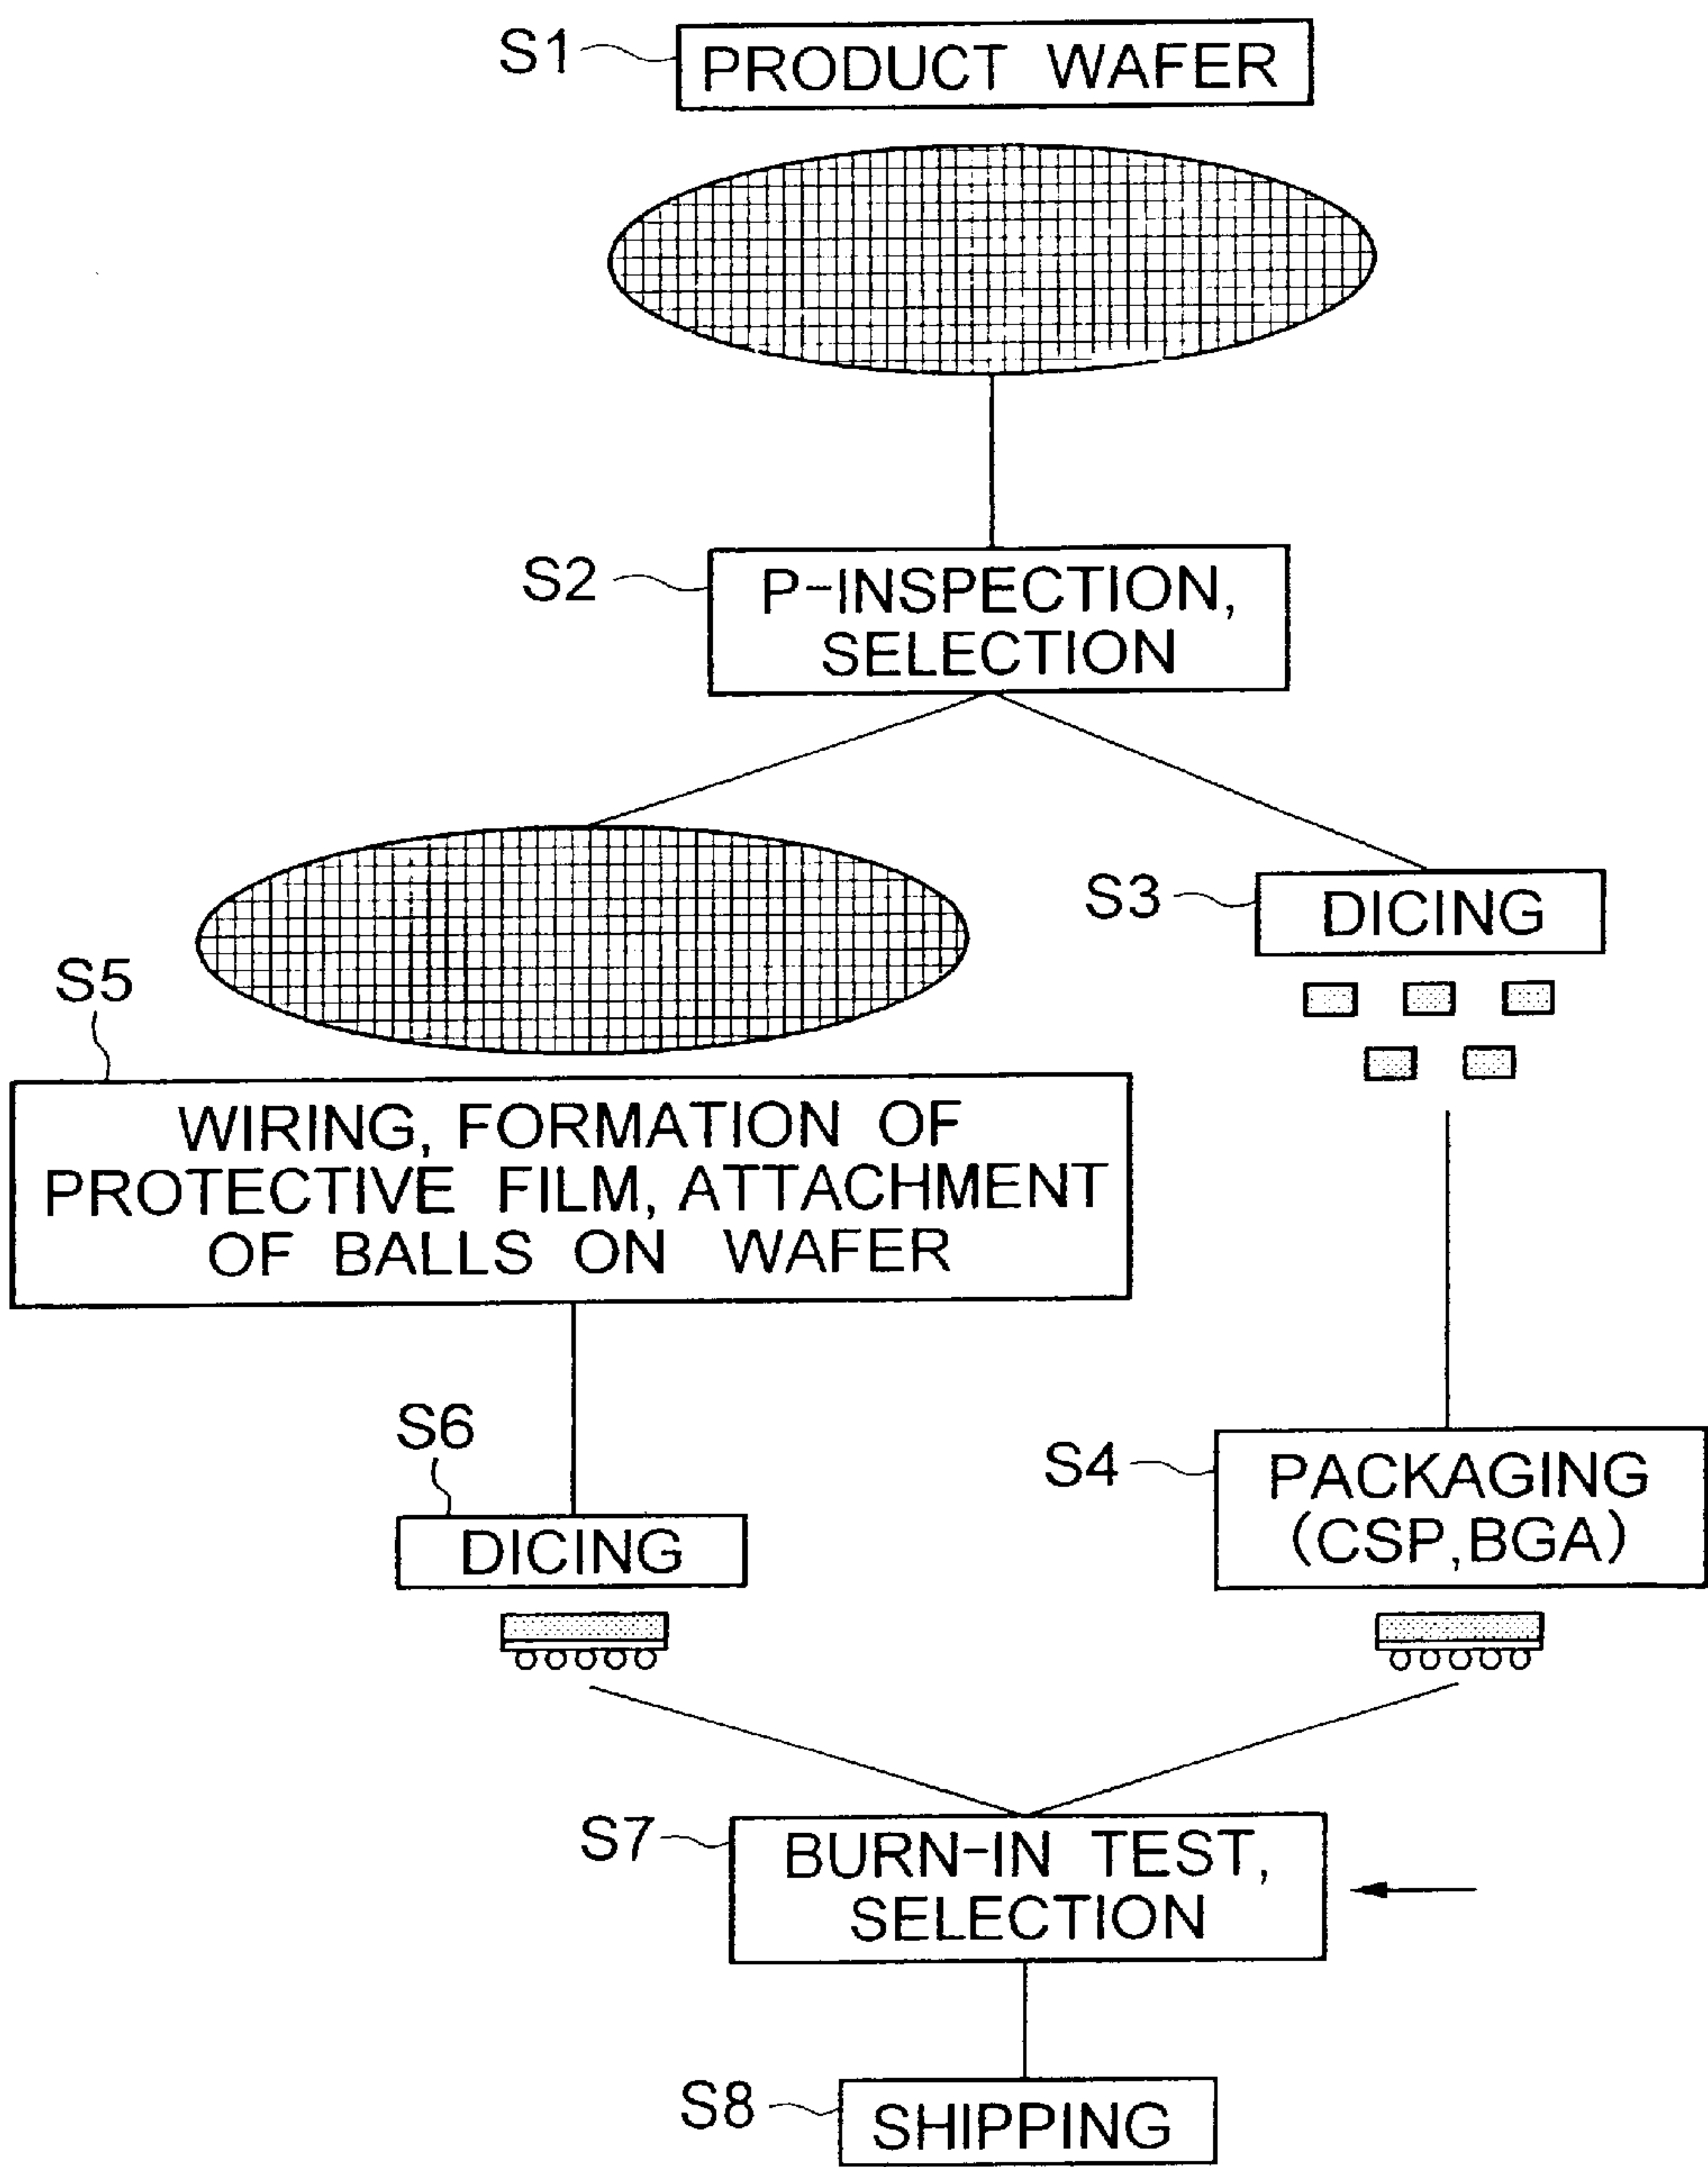 S1
PRODUCT WAFER
S2
P-INSPECTION,
SELECTION
S3
DICING
S5
WIRING, FORMATION OF
PROTECTIVE FILM, ATTACHMENT
OF BALLS ON WAFER
S6
DICING
S4
PACKAGING
(CSP,BGA)
S7
BURN-IN TEST,
SELECTION
S8
SHIPPING